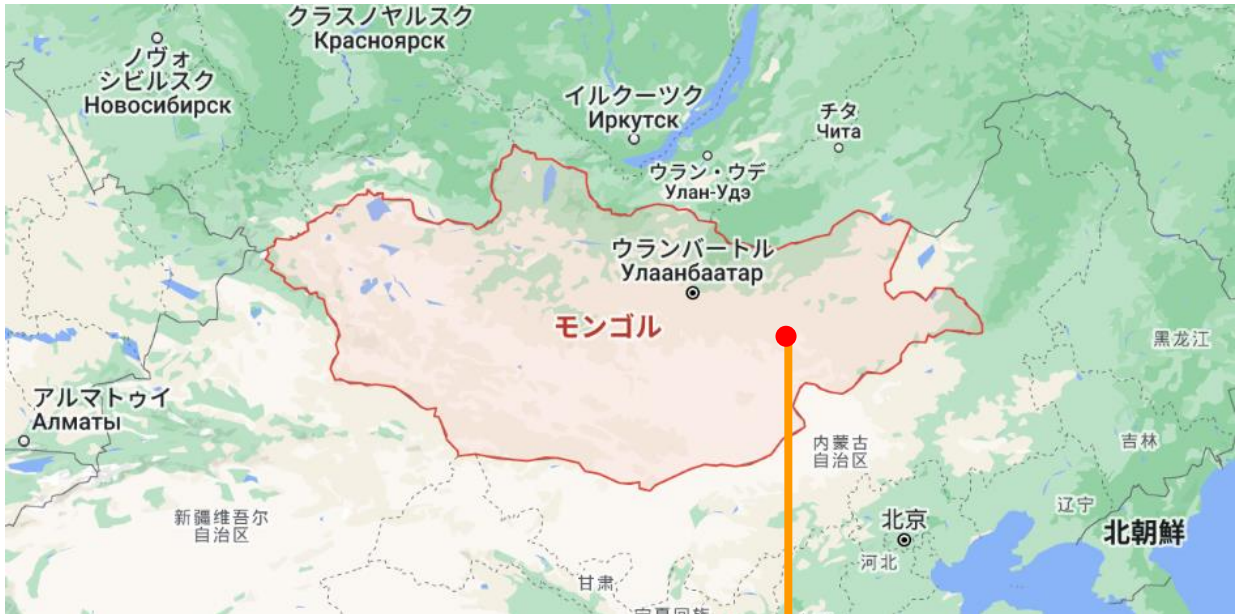 クラスノヤルスク
Красноярск
ノヴォ
シビルスク
Новосибирск
イルクーツク
Иркутск
チタ
Чита
ウラン・ウデ
Улан-Удэ
ウランバートル
Улаанбаатар
モンゴル
黑龙江
アルマトゥイ
Алматы
内蒙古
自治区
吉林
新疆维吾尔
自治区
北京
辽宁
北朝鮮
河北
甘肃
宁夏回族